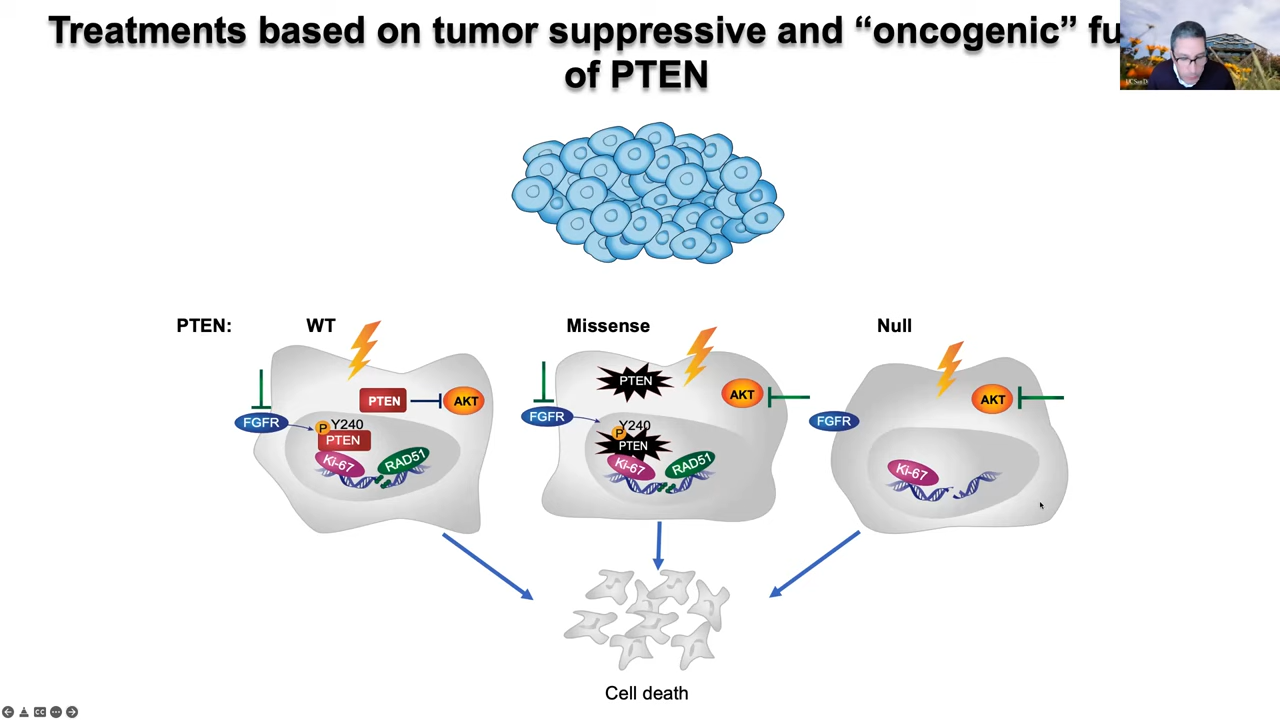 Treatments based on tumor suppressive and “oncogenic” fu
of PTEN
PTEN: WT Missense Null
PTEN AKT
FGFR
P Y240
PTEN
Ki-67 RAD51
PTEN AKT
FGFR
Y240
P
PTEN
Ki-67 RAD51
AKT
FGFR
Ki-67
Cell death
CC